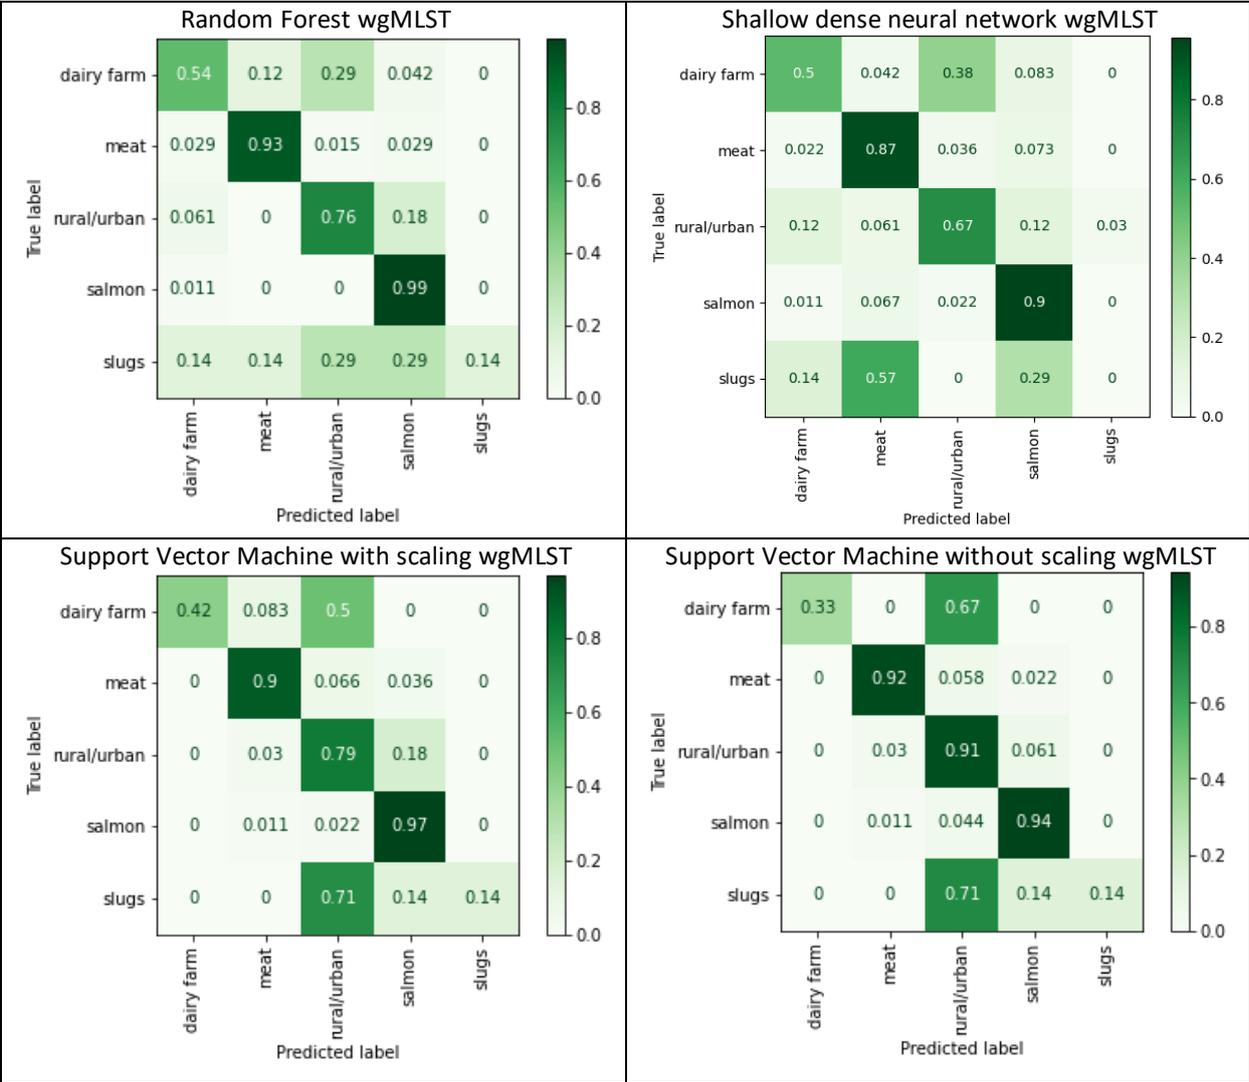 Random Forest wgMLST
True label
dairy farm 0.54 0.12 0.29 0.042 0
meat 0.029 0.93 0.015 0.029 0
rural/urban 0.061 0 0.76 0.18 0
salmon 0.011 0 0 0.99 0
slugs 0.14 0.14 0.29 0.29 0.14
dairy farm meat rural/urban salmon slugs
Predicted label
0.8
0.6
0.4
0.2
0.0
Shallow dense neural network wgMLST
True label
dairy farm 0.5 0.042 0.38 0.083 0
meat 0.022 0.87 0.036 0.073 0
rural/urban 0.12 0.061 0.67 0.12 0.03
salmon 0.011 0.067 0.022 0.9 0
slugs 0.14 0.57 0 0.29 0
dairy farm meat rural/urban salmon slugs
Predicted label
0.8
0.6
0.4
0.2
0.0
Support Vector Machine with scaling wgMLST
True label
dairy farm 0.42 0.083 0.5 0 0
meat 0 0.9 0.066 0.036 0
rural/urban 0 0.03 0.79 0.18 0
salmon 0 0.011 0.022 0.97 0
slugs 0 0 0.71 0.14 0.14
dairy farm meat rural/urban salmon slugs
Predicted label
0.8
0.6
0.4
0.2
0.0
Support Vector Machine without scaling wgMLST
True label
dairy farm 0.33 0 0.67 0 0
meat 0 0.92 0.058 0.022 0
rural/urban 0 0.03 0.91 0.061 0
salmon 0 0.011 0.044 0.94 0
slugs 0 0 0.71 0.14 0.14
dairy farm meat rural/urban salmon slugs
Predicted label
0.8
0.6
0.4
0.2
0.0